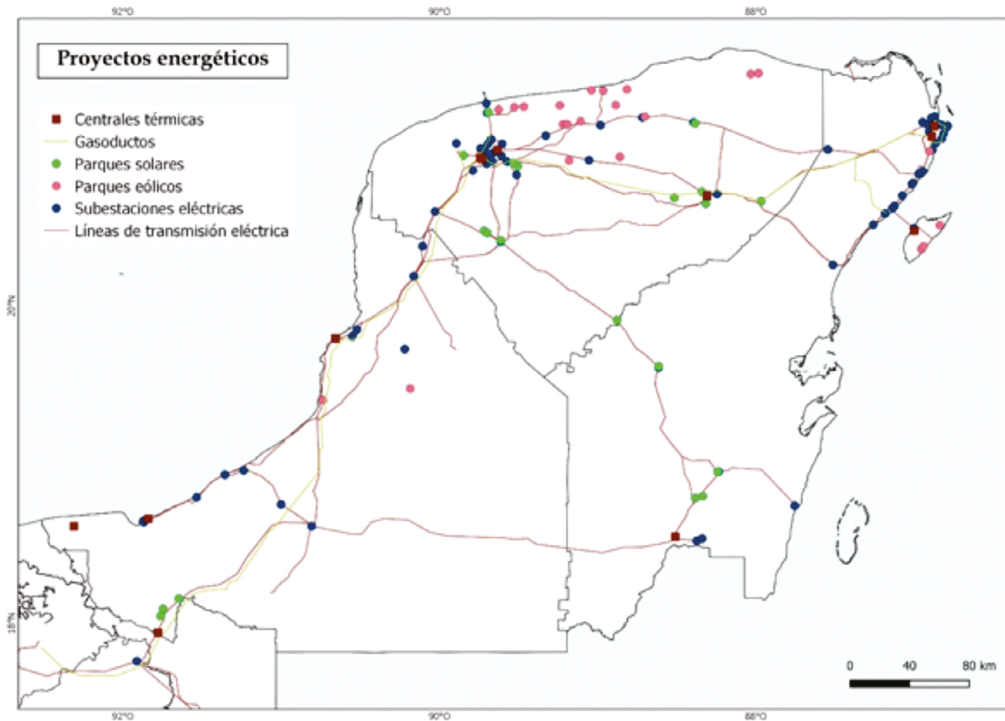 92°O 90°O 88°O
Proyectos energéticos
Centrales térmicas
Gasoductos
Parques solares
Parques eólicos
Subestaciones eléctricas
Líneas de transmisión eléctrica
20°N
18°N
0 40 80 km
92°O 90°O 88°O